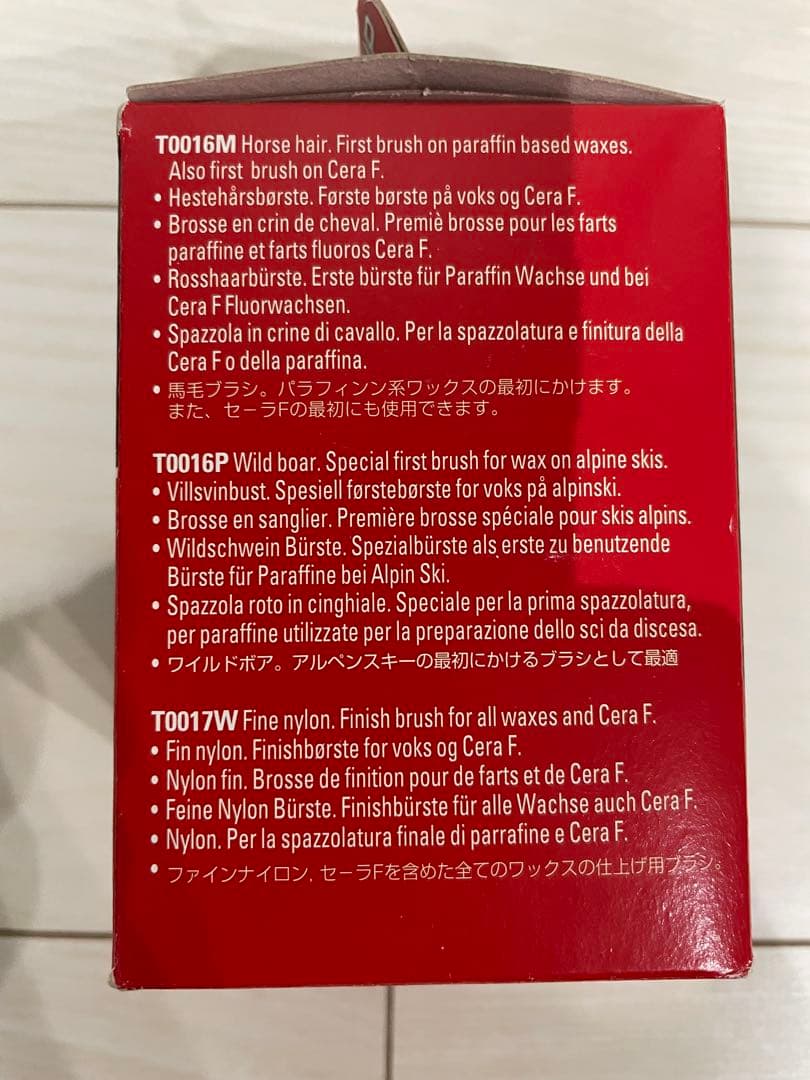 T0016M Horse hair. First brush on paraffin based waxes.
Also first brush on Cera F.
• Hestehårsbørste. Første børste på voks og Cera F.
• Brosse en crin de cheval. Premiè brosse pour les farts
paraffine et farts fluoros Cera F.
• Rosshaarbürste. Erste bürste für Paraffin Wachse und bei
Cera F Fluorwachsen.
• Spazzola in crine di cavallo. Per la spazzolatura e finitura della
Cera F o della paraffina.
• 馬毛ブラシ。パラフィンン系ワックスの最初にかけます。
また、セーラFの最初にも使用できます。
T0016P Wild boar. Special first brush for wax on alpine skis.
• Villsvinbust. Spesiell førstebørste for voks på alpinski.
• Brosse en sanglier. Première brosse spéciale pour skis alpins.
• Wildschwein Bürste. Spezialbürste als erste zu benutzende
Bürste für Paraffine bei Alpin Ski.
• Spazzola roto in cinghiale. Speciale per la prima spazzolatura,
per paraffine utilizzate per la preparazione dello sci da discesa.
• ワイルドボア。アルペンスキーの最初にかけるブラシとして最適
T0017W Fine nylon. Finish brush for all waxes and Cera F.
• Fin nylon. Finishbørste for voks og Cera F.
• Nylon fin. Brosse de finition pour de farts et de Cera F.
• Feine Nylon Bürste. Finishbürste für alle Wachse auch Cera F.
• Nylon. Per la spazzolatura finale di parrafine e Cera F.
• ファインナイロン, セーラFを含めた全てのワックスの仕上げ用ブラシ。